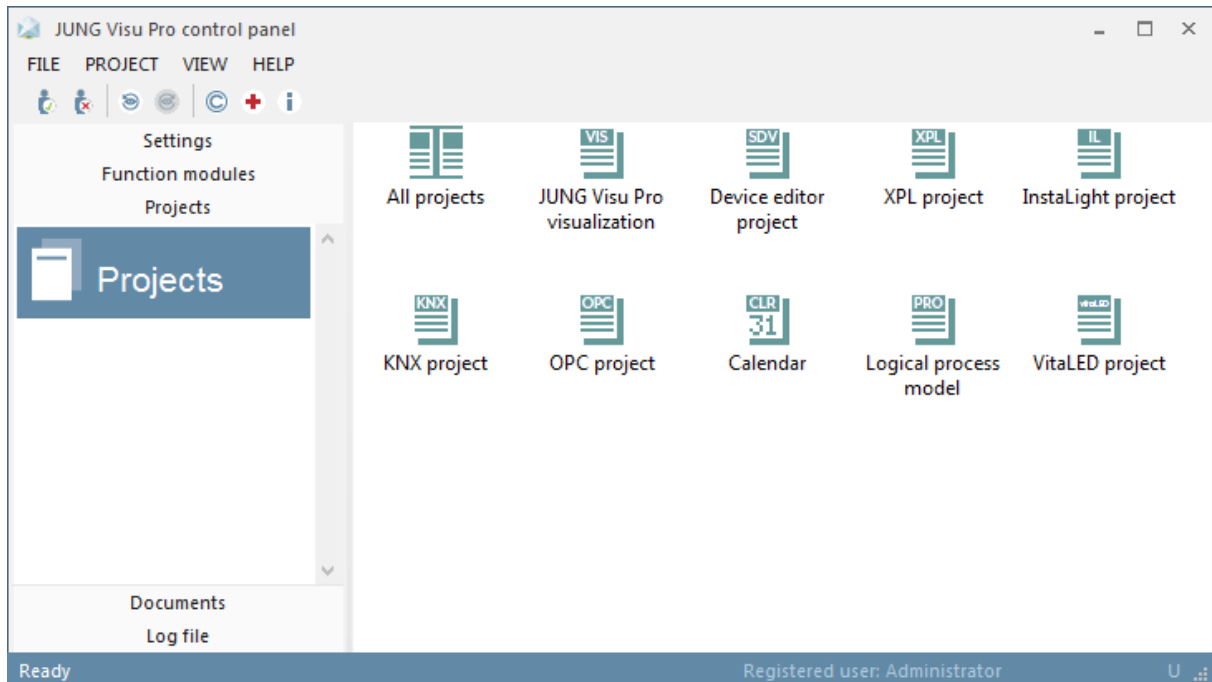 JUNG Visu Pro control panel
FILE PROJECT VIEW HELP
Settings
Function modules
Projects
Projects
Documents
Log file
VIS
SDV
XPL
IL
All projects
JUNG Visu Pro
visualization
Device editor
project
XPL project
InstaLight project
KNX
OPC
CLR
31
PRO
vitaLED
KNX project
OPC project
Calendar
Logical process
model
VitaLED project
Ready
Registered user: Administrator
U